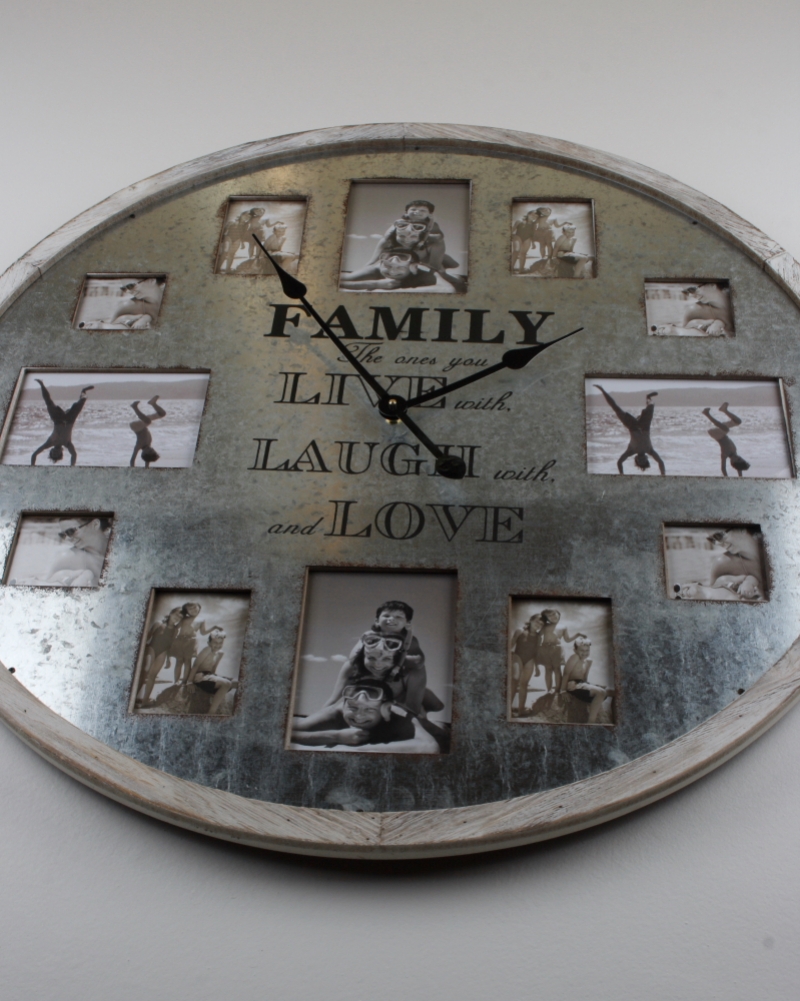 FAMILY
The ones you
LIVE with,
LAUGH with,
and LOVE